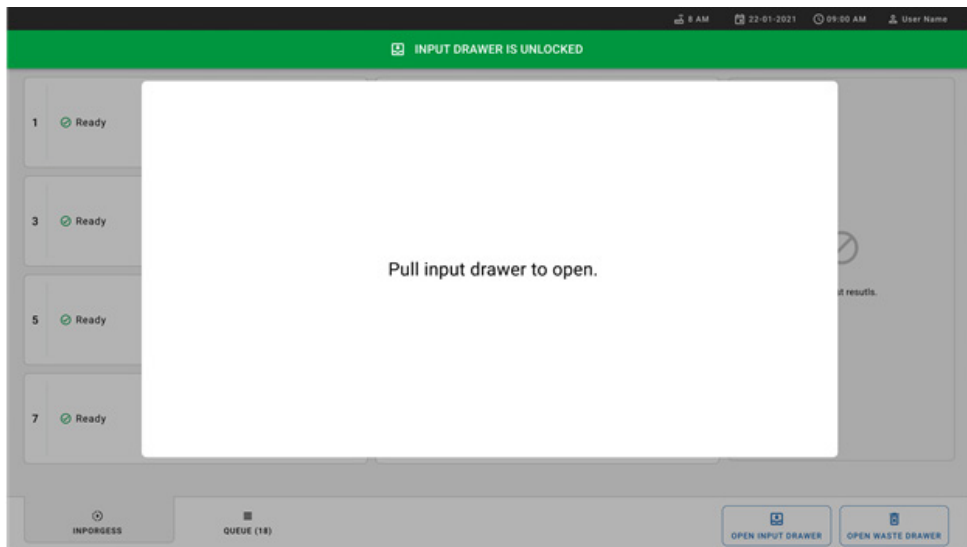 8 AM 22-01-2021 09:00 AM User Name
INPUT DRAWER IS UNLOCKED
1 Ready
3 Ready
Pull input drawer to open.
resutls.
5 Ready
7 Ready
INPORGESS
QUEUE (18)
OPEN INPUT DRAWER
OPEN WASTE DRAWER